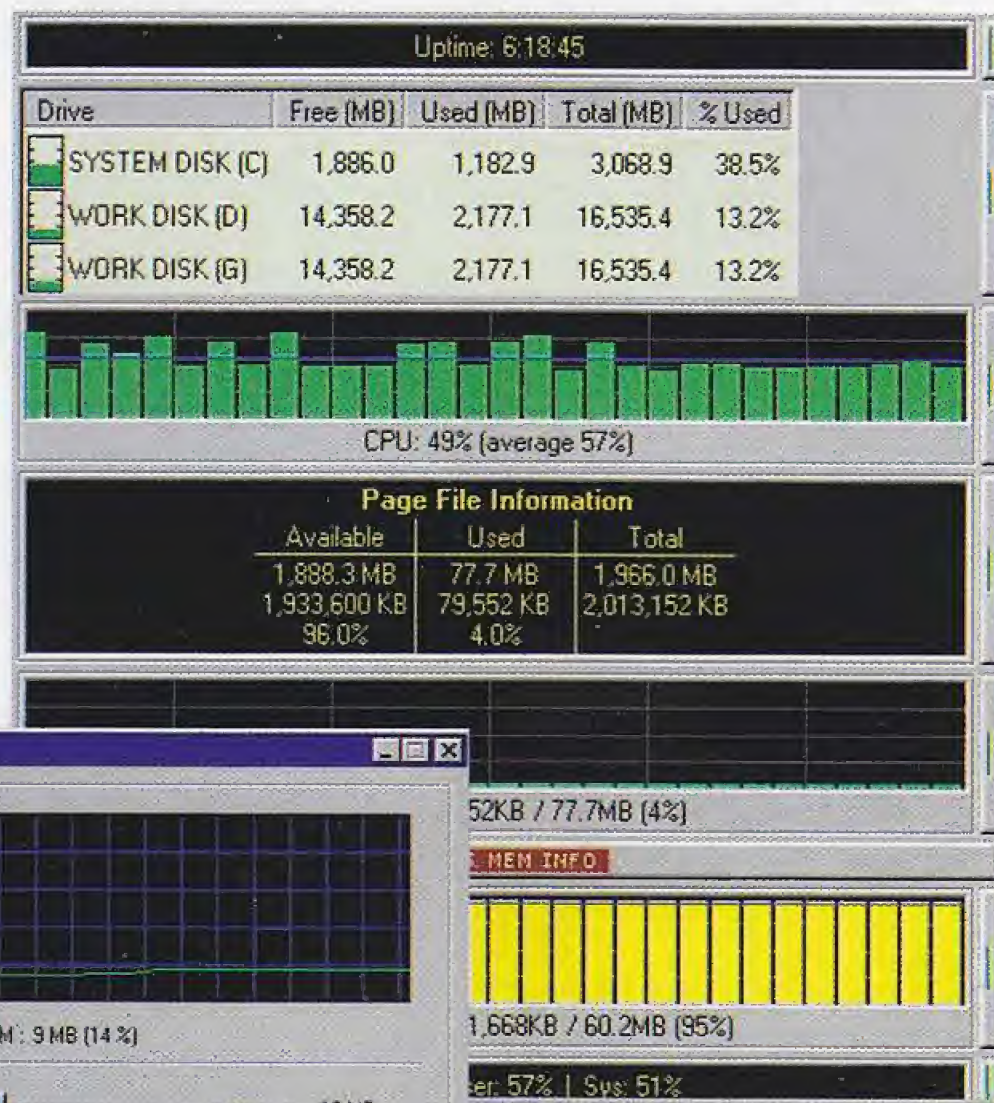 Uptime: 6:18:45
Drive Free (MB) Used (MB) Total (MB) % Used
SYSTEM DISK (C) 1,886.0 1,182.9 3,068.9 38.5%
WORK DISK (D) 14,358.2 2,177.1 16,535.4 13.2%
WORK DISK (G) 14,358.2 2,177.1 16,535.4 13.2%
CPU: 49% (average 57%)
Page File Information
Available Used Total
1,888.3 MB 77.7 MB 1,966.0 MB
1,933,600 KB 79,552 KB 2,013,152 KB
96.0% 4.0%
52KB / 77.7MB (4%)
MEM INFO
1,668KB / 60.2MB (95%)
M : 9 MB (14 %)
er: 57% | Sys: 51%